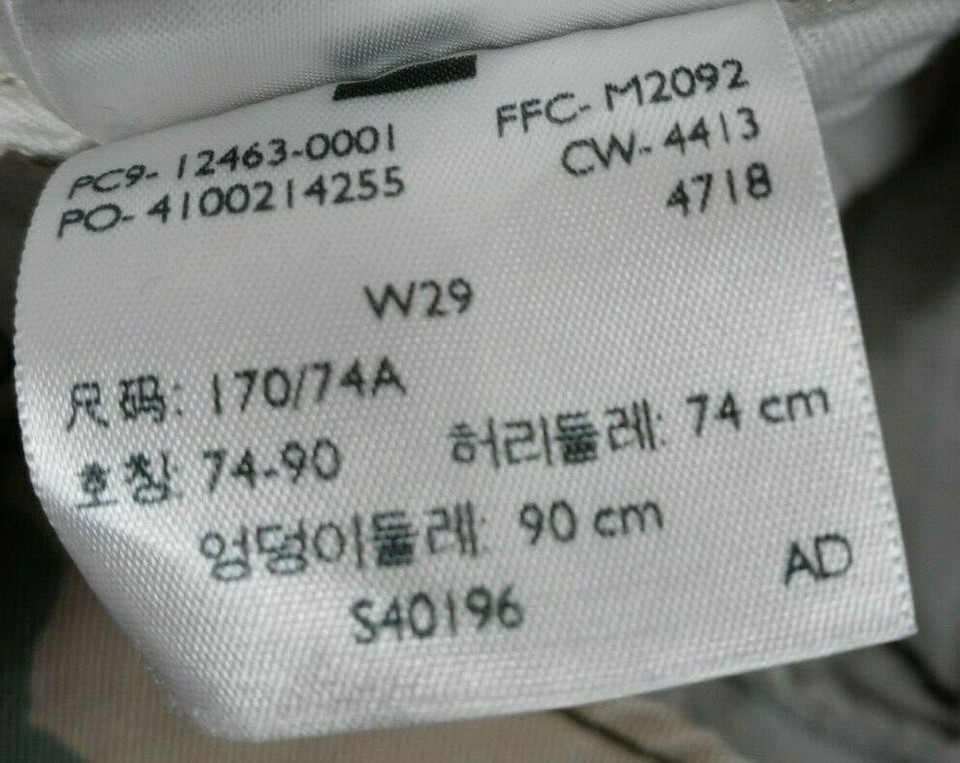 PC9- 12463-0001
PO- 4100214255
FFC- M2092
CW- 4413
4718
W29
尺码: 170/74A
호칭: 74-90 허리둘레: 74 cm
엉덩이둘레: 90 cm
S40196 AD